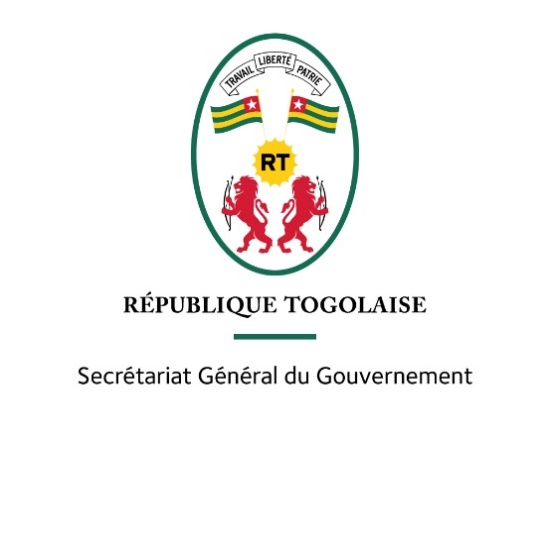 TRAVAIL LIBERTÉ PATRIE
RT
RÉPUBLIQUE TOGOLAISE
Secrétariat Général du Gouvernement